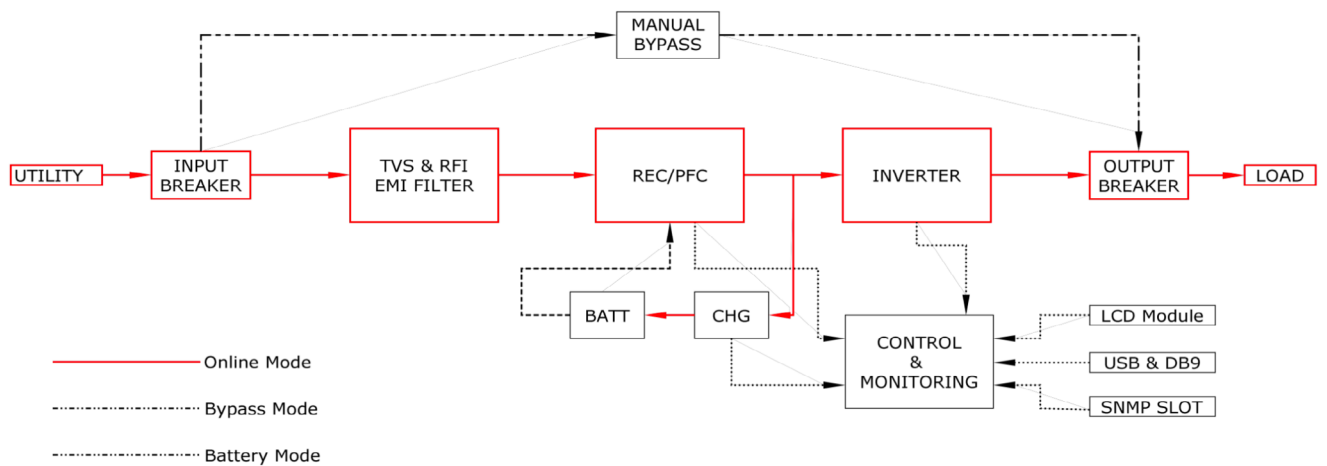 MANUAL
BYPASS
UTILITY
INPUT
BREAKER
TVS & RFI
EMI FILTER
REC/PFC
INVERTER
OUTPUT
BREAKER
LOAD
BATT
CHG
CONTROL
&
MONITORING
LCD Module
USB & DB9
SNMP SLOT
Online Mode
Bypass Mode
Battery Mode